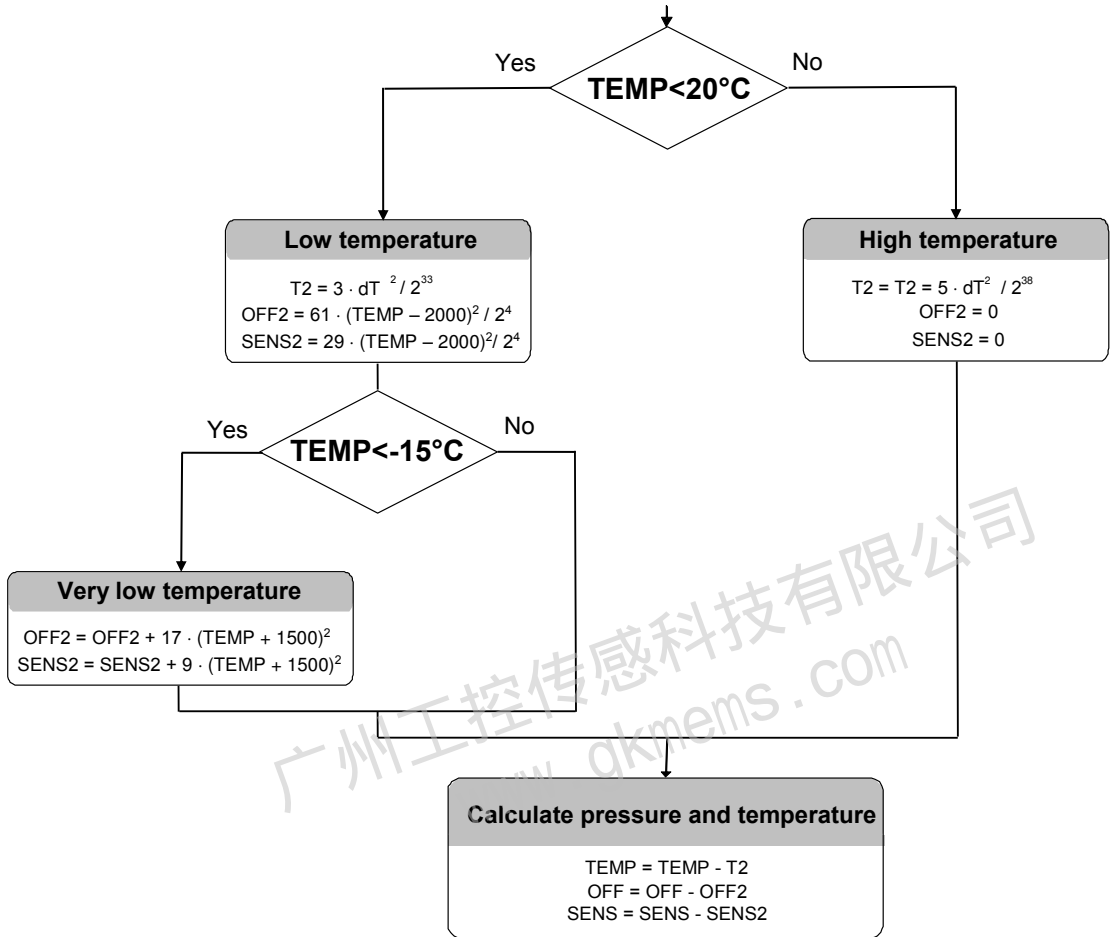 Yes
TEMP<20°C
No
Low temperature
T2 = 3 · dT ² / 2³³
OFF2 = 61 · (TEMP – 2000)² / 2⁴
SENS2 = 29 · (TEMP – 2000)²/ 2⁴
High temperature
T2 = T2 = 5 · dT² / 2³⁸
OFF2 = 0
SENS2 = 0
Yes
TEMP<-15°C
No
Very low temperature
OFF2 = OFF2 + 17 · (TEMP + 1500)²
SENS2 = SENS2 + 9 · (TEMP + 1500)²
广州工控传感科技有限公司
www.gkmems.com
Calculate pressure and temperature
TEMP = TEMP - T2
OFF = OFF - OFF2
SENS = SENS - SENS2